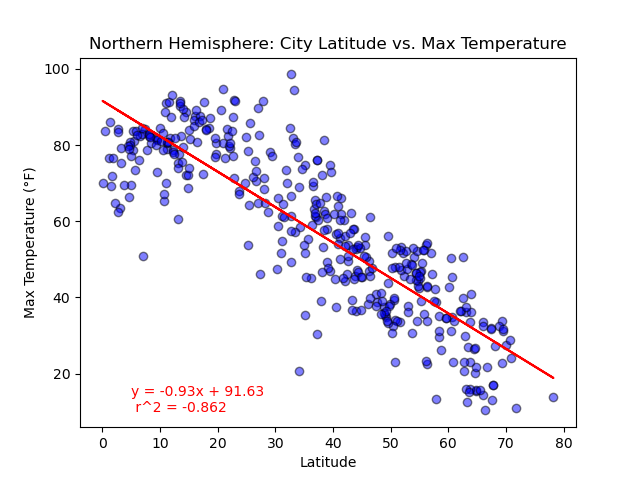 Northern Hemisphere: City Latitude vs. Max Temperature
100
80
60
40
20
Max Temperature (°F)
y = -0.93x + 91.63
r^2 = -0.862
0 10 20 30 40 50 60 70 80
Latitude